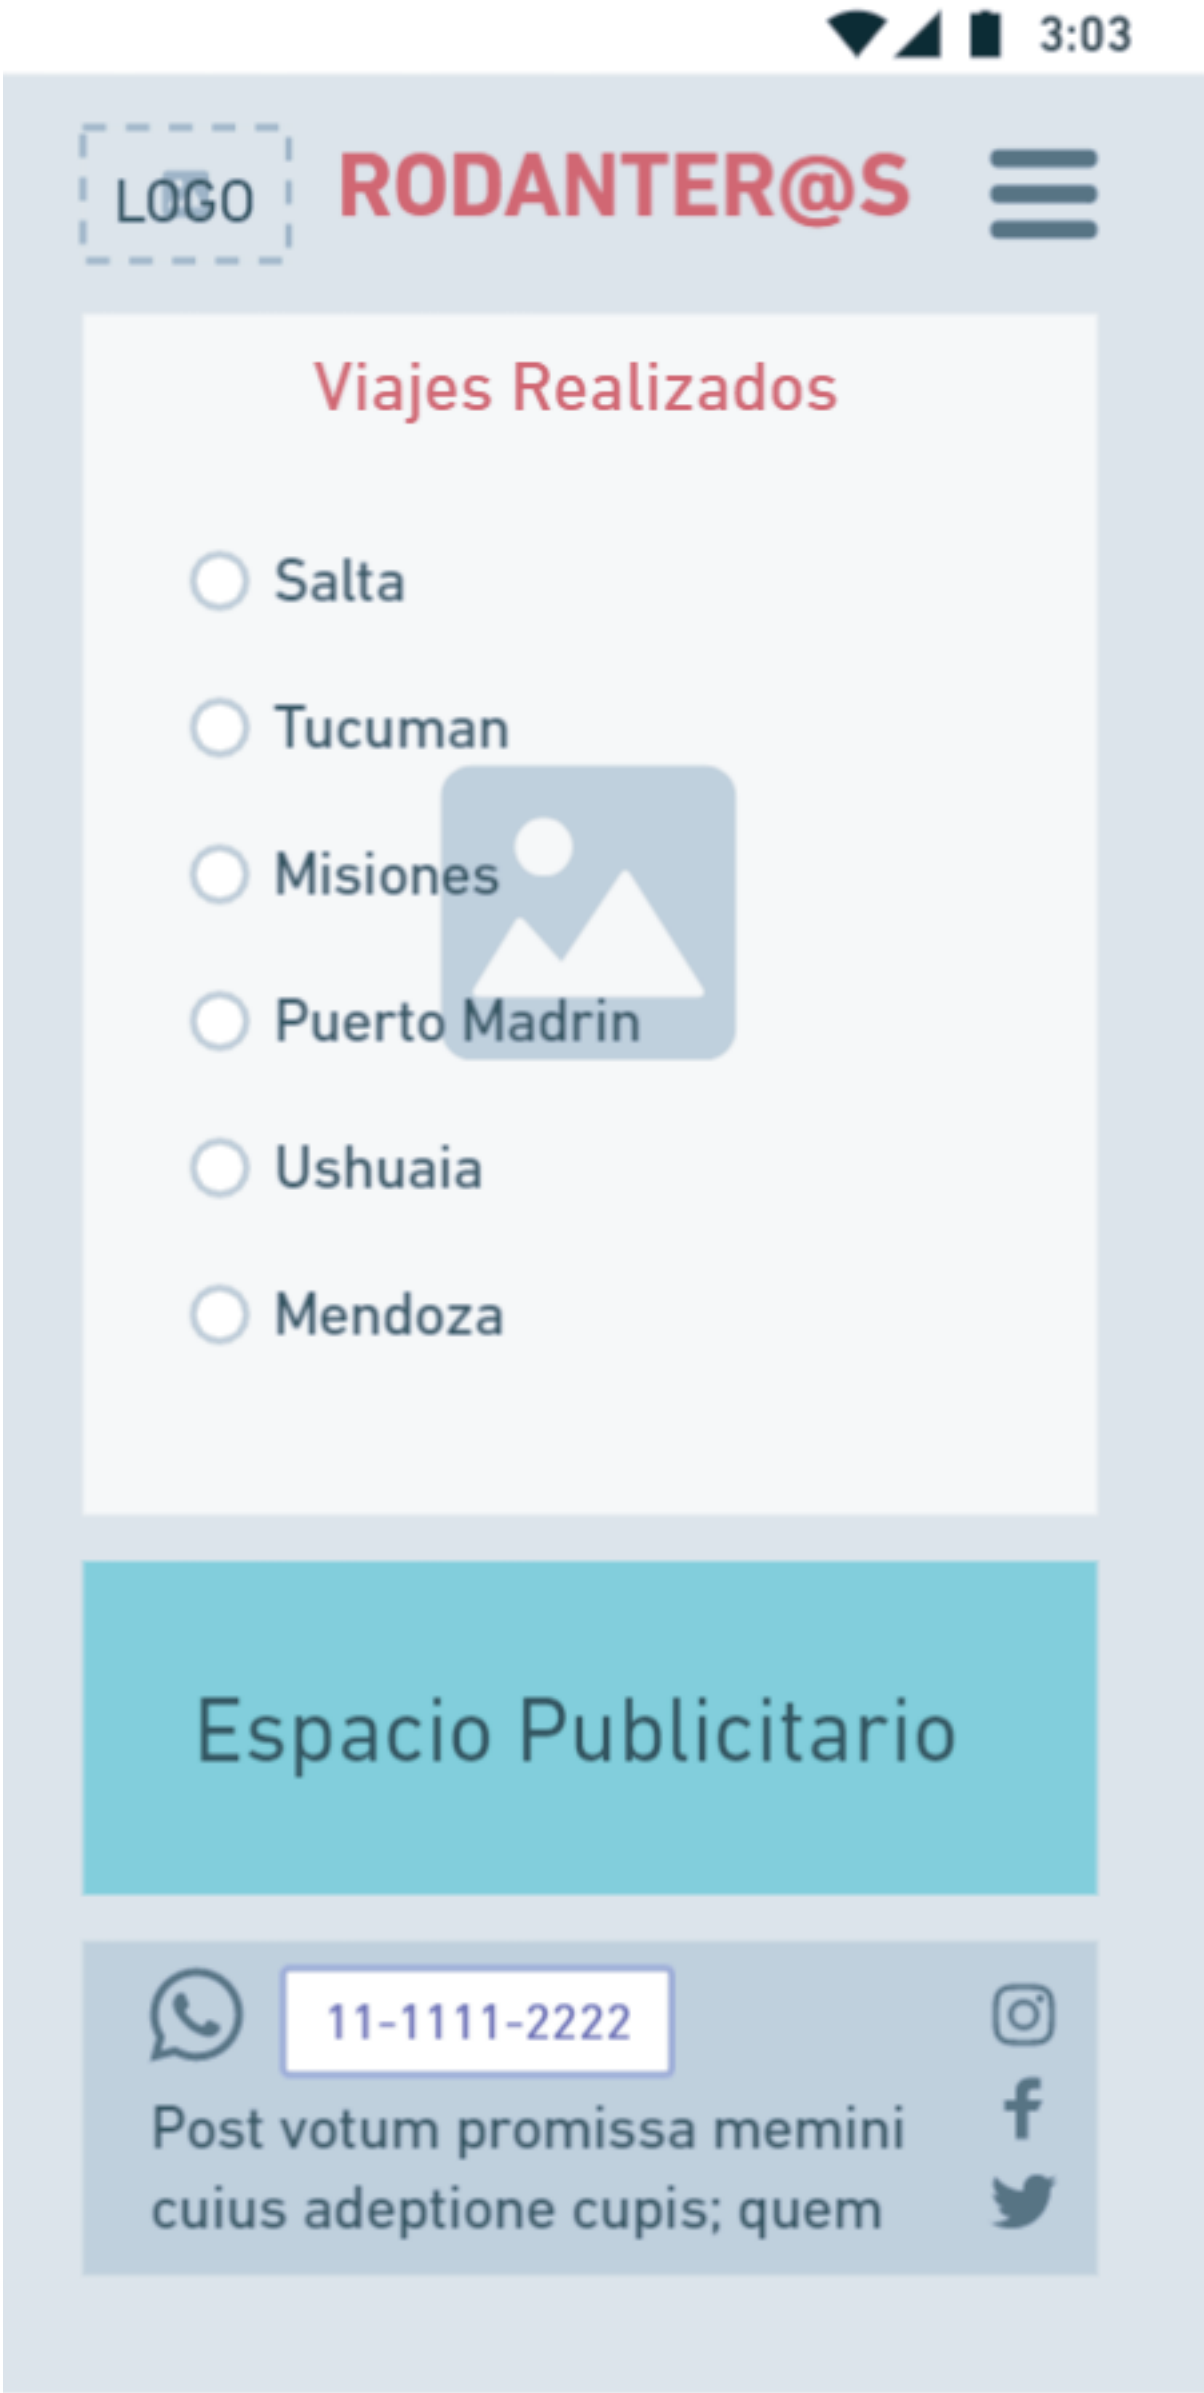 3:03
LOGO
RODANTER@S
Viajes Realizados
Salta
Tucuman
Misiones
Puerto Madrin
Ushuaia
Mendoza
Espacio Publicitario
11-1111-2222
Post votum promissa memini
cuius adeptione cupis; quem